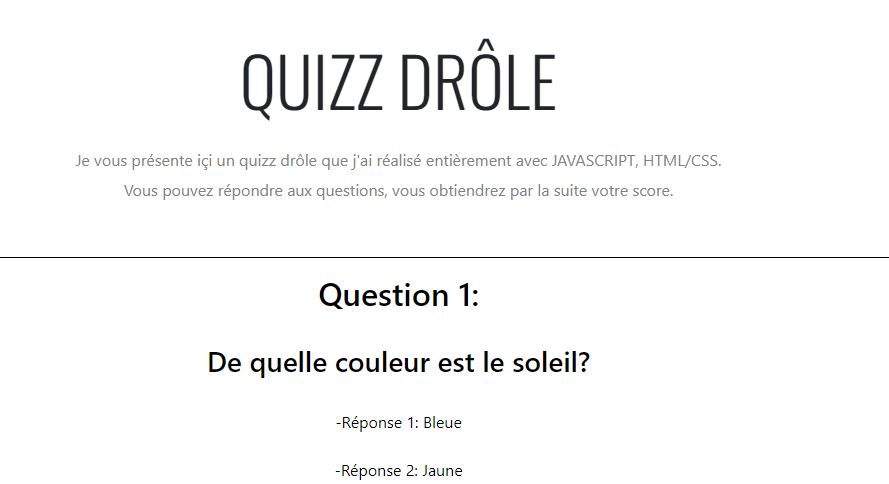 QUIZZ DRÔLE
Je vous présente içi un quizz drôle que j'ai réalisé entièrement avec JAVASCRIPT, HTML/CSS.
Vous pouvez répondre aux questions, vous obtiendrez par la suite votre score.
Question 1:
De quelle couleur est le soleil?
-Réponse 1: Bleue
-Réponse 2: Jaune